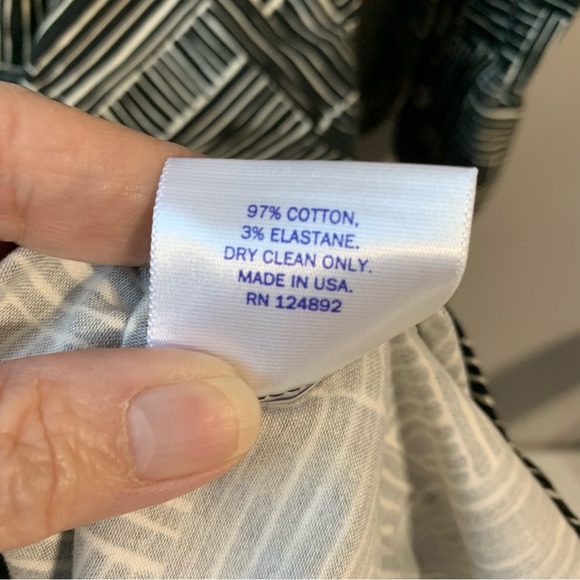 97% COTTON,
3% ELASTANE.
DRY CLEAN ONLY.
MADE IN USA.
RN 124892